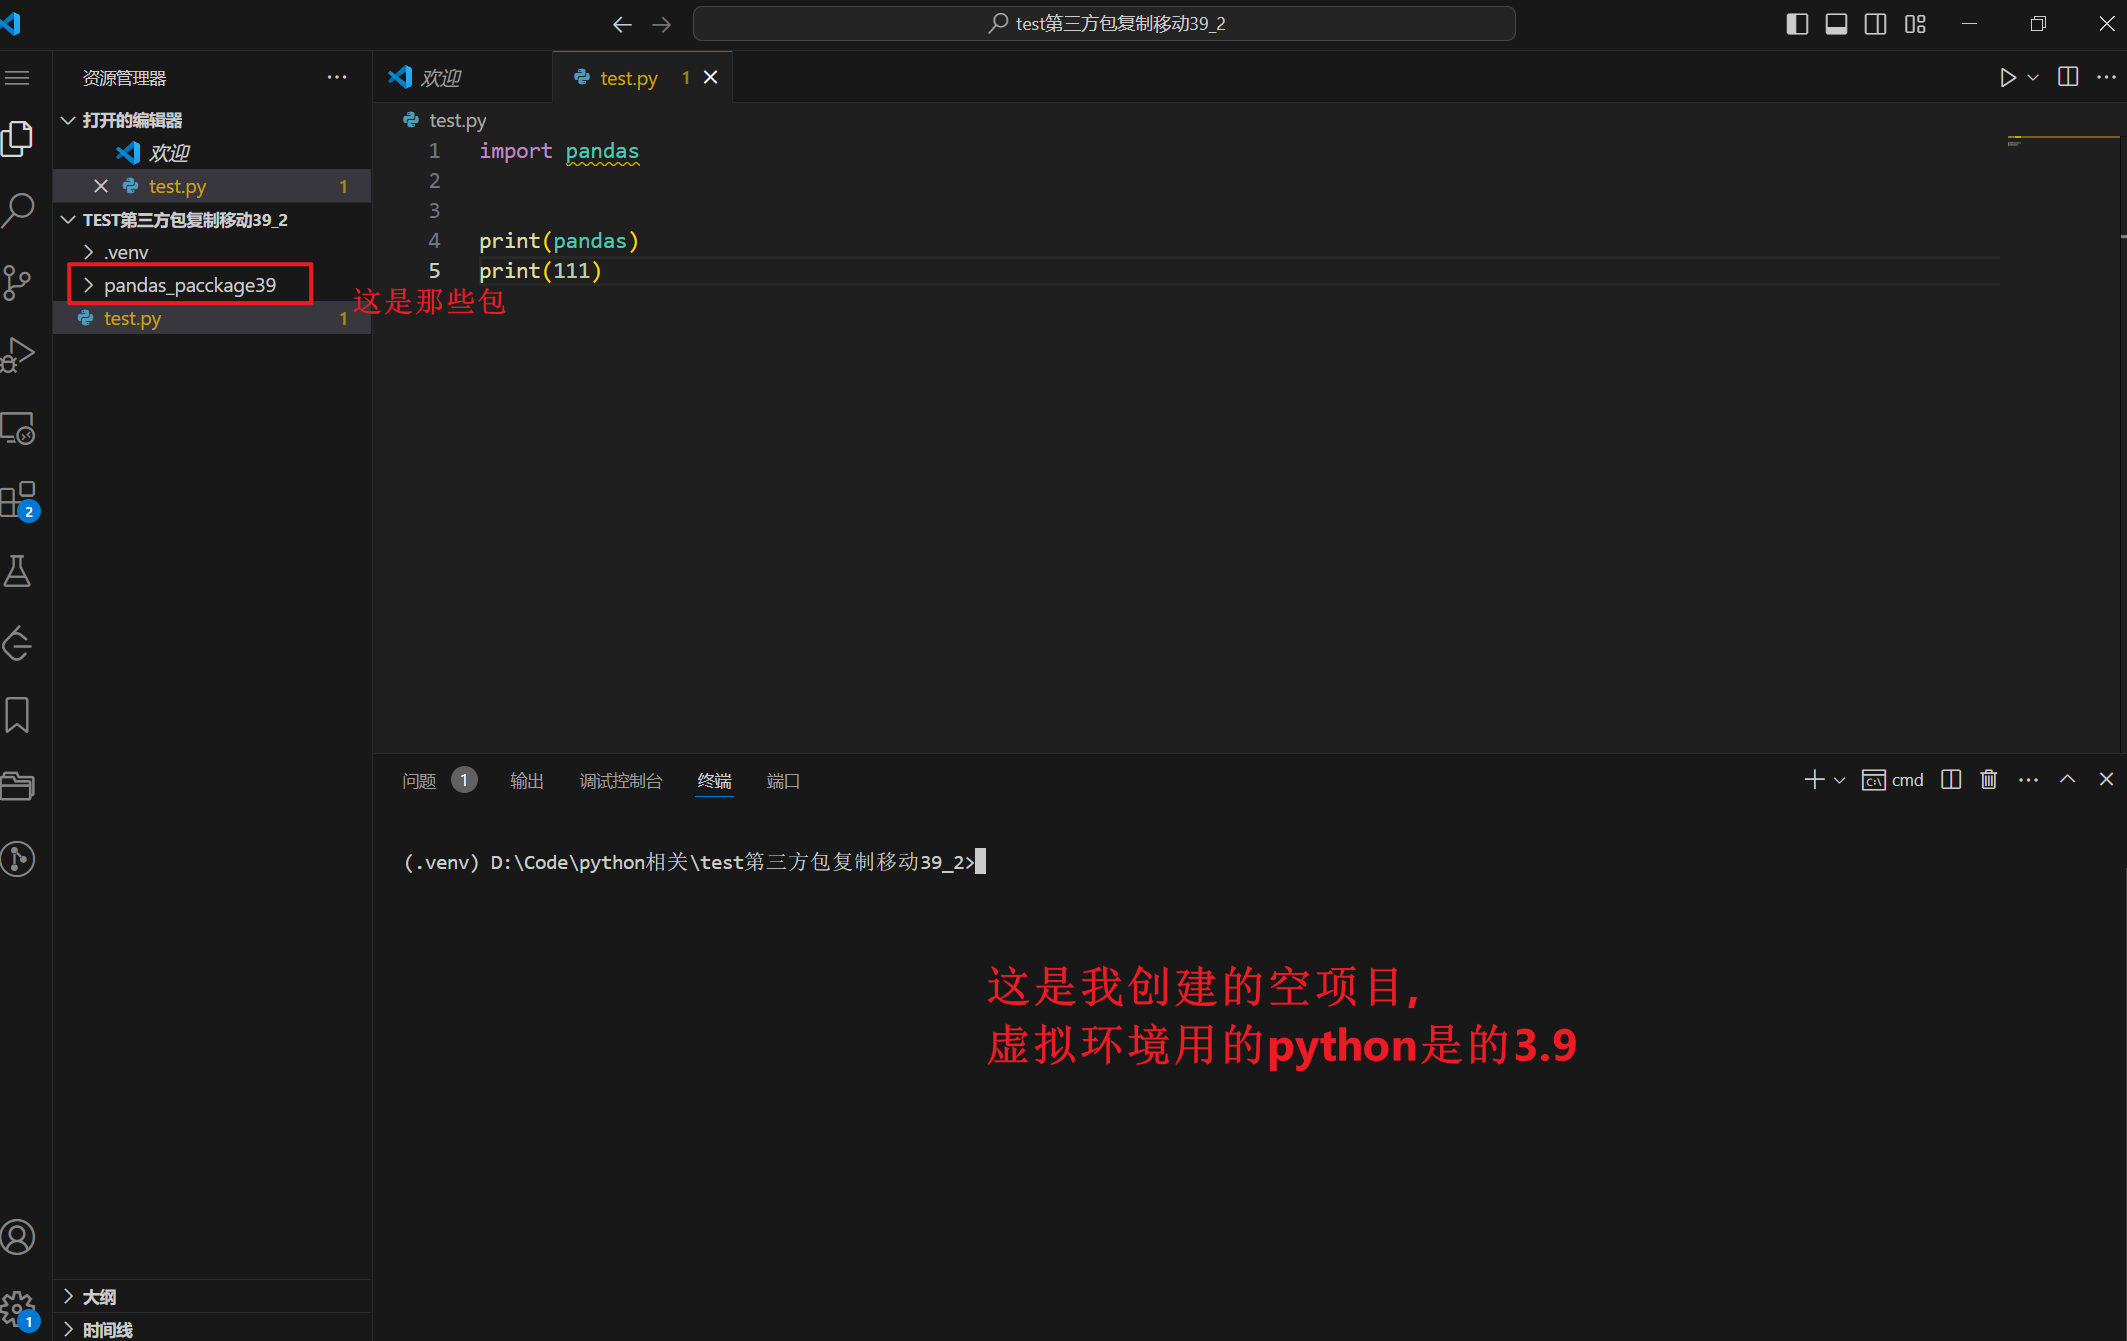 test第三方包复制移动39_2
资源管理器
打开的编辑器
欢迎
test.py 1
TEST第三方包复制移动39_2
.venv
pandas_pacckage39
test.py 1
这是那些包
欢迎
test.py 1
test.py
1 import pandas
2
3
4 print(pandas)
5 print(111)
2
问题 1 输出 调试控制台 终端 端口
cmd
(.venv) D:\Code\python相关\test第三方包复制移动39_2>
这是我创建的空项目,
虚拟环境用的python是的3.9
大纲
1
时间线